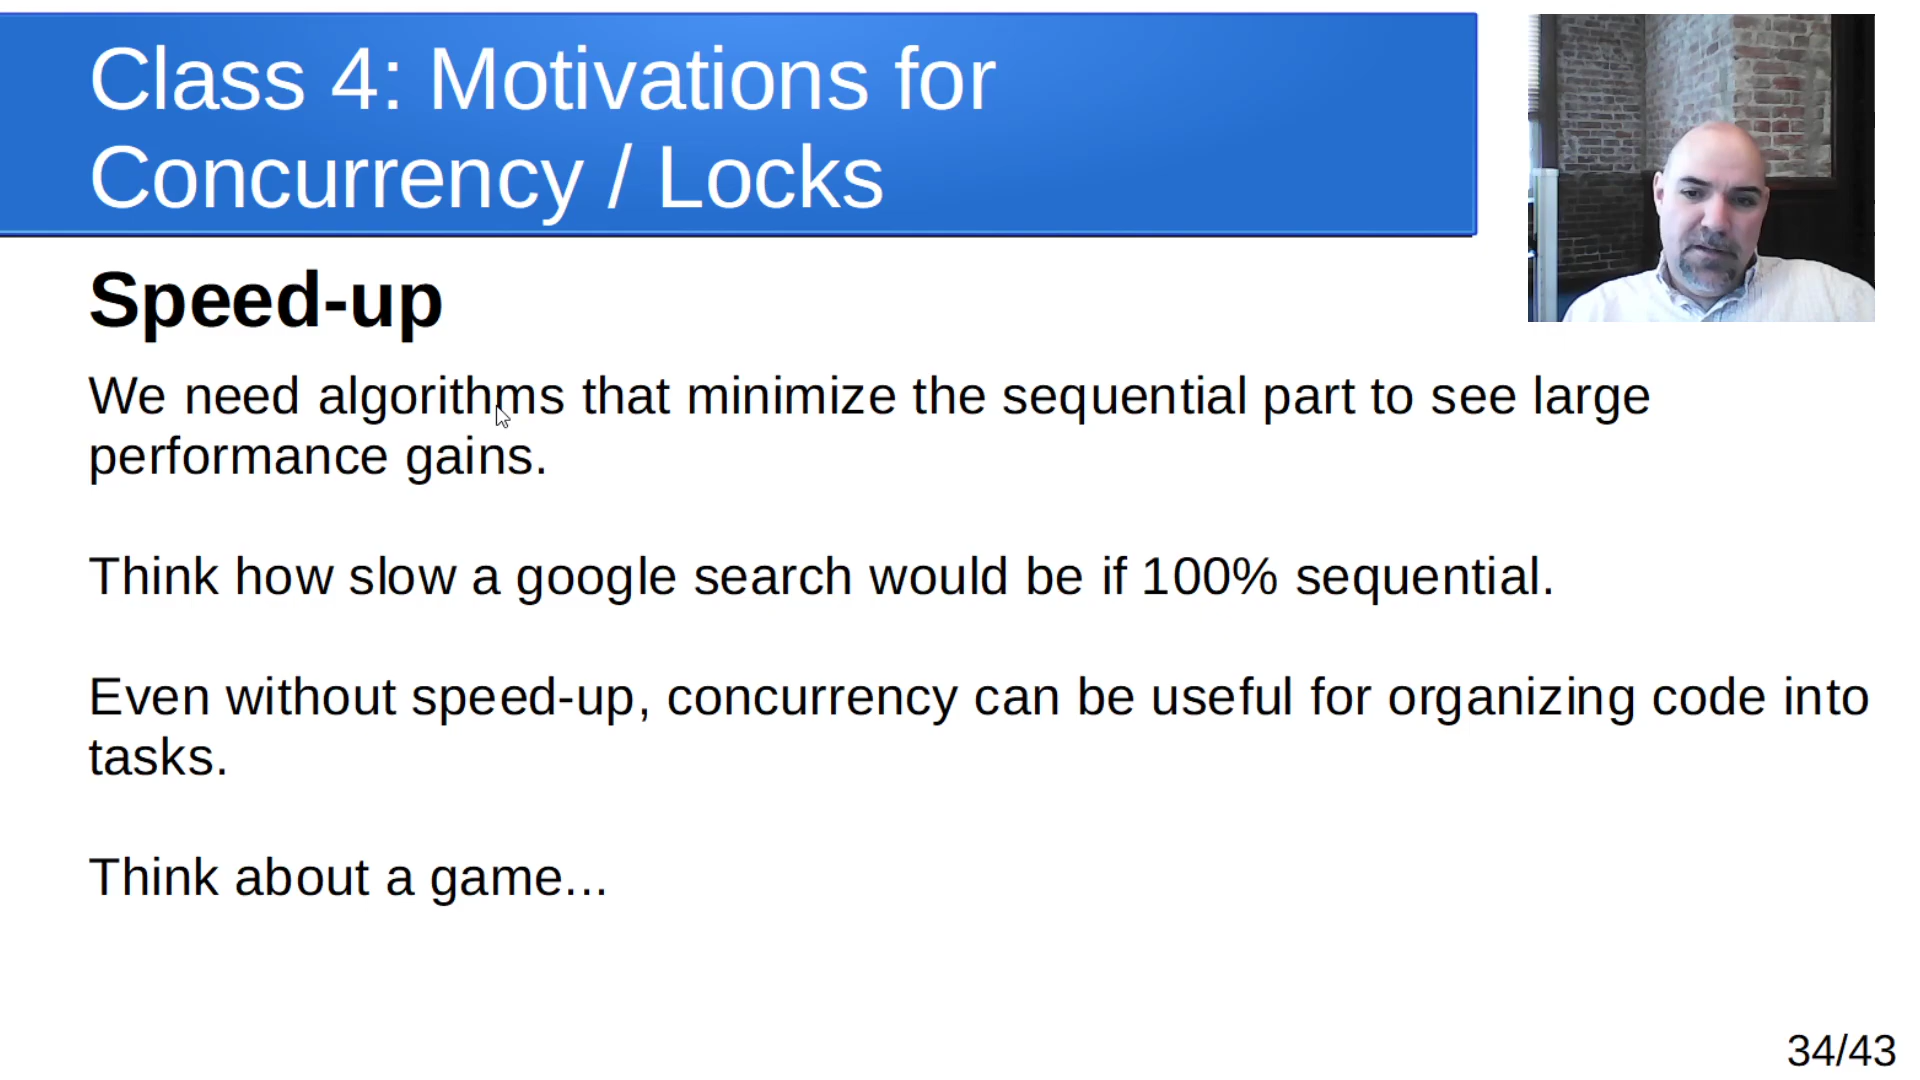 Class 4: Motivations for
Concurrency / Locks
Speed-up
We need algorithms that minimize the sequential part to see large
performance gains.
Think how slow a google search would be if 100% sequential.
Even without speed-up, concurrency can be useful for organizing code into
tasks.
Think about a game...
34/43